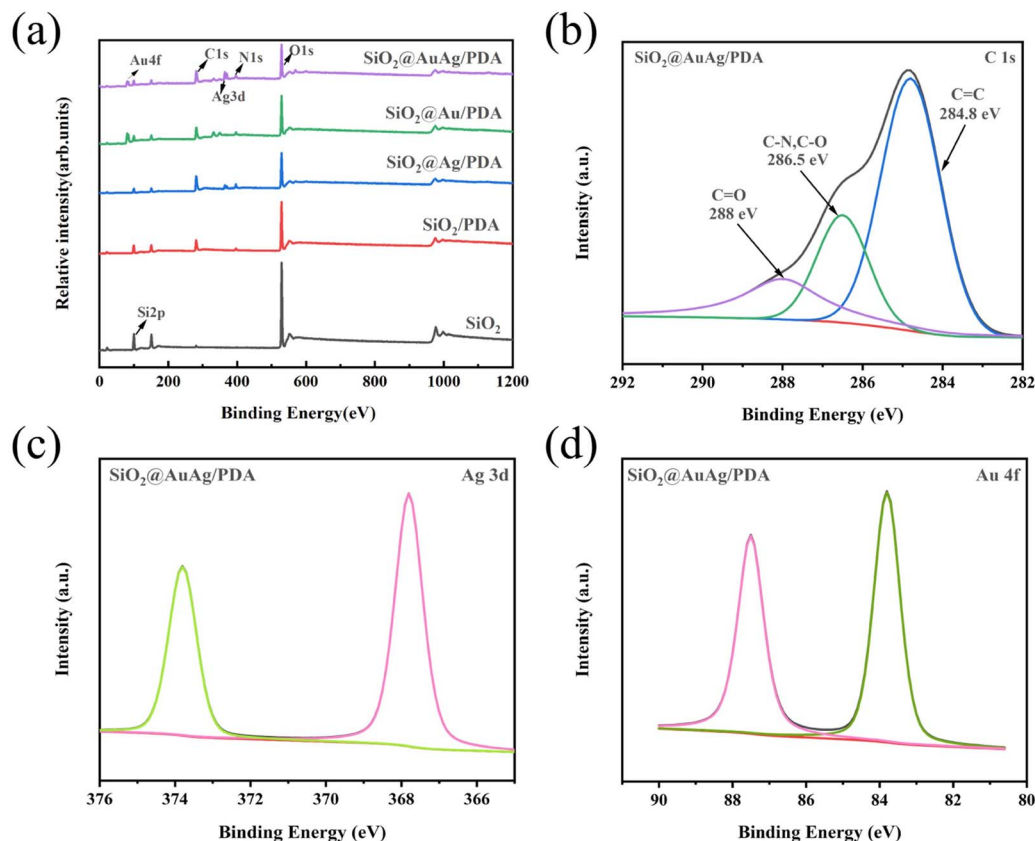 (a)
Relative intensity(arb.units)
Au4f
C1s
N1s
O1s
Ag3d
SiO₂@AuAg/PDA
SiO₂@Au/PDA
SiO₂@Ag/PDA
SiO₂/PDA
Si2p
SiO₂
0 200 400 600 800 1000 1200
Binding Energy(eV)
(b)
SiO₂@AuAg/PDA
C 1s
Intensity (a.u.)
C=C
284.8 eV
C-N,C-O
286.5 eV
C=O
288 eV
292 290 288 286 284 282
Binding Energy (eV)
(c)
SiO₂@AuAg/PDA
Ag 3d
Intensity (a.u.)
376 374 372 370 368 366
Binding Energy (eV)
(d)
SiO₂@AuAg/PDA
Au 4f
Intensity (a.u.)
90 88 86 84 82 80
Binding Energy (eV)